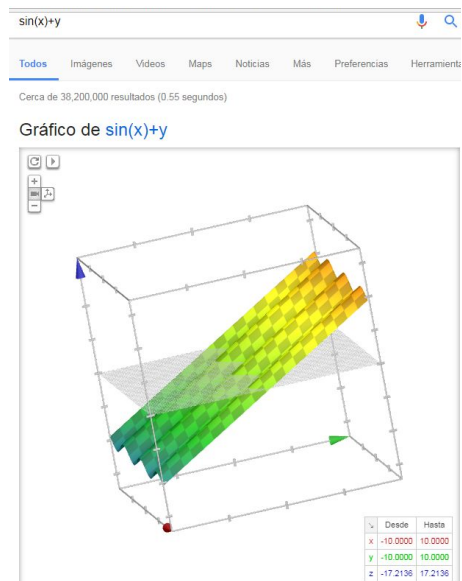 sin(x)+y
Todos Imágenes Videos Maps Noticias Más Preferencias Herramienta
Cerca de 38,200,000 resultados (0.55 segundos)
Gráfico de sin(x)+y
Desde Hasta
x -10.0000 10.0000
y -10.0000 10.0000
z -17.2136 17.2136